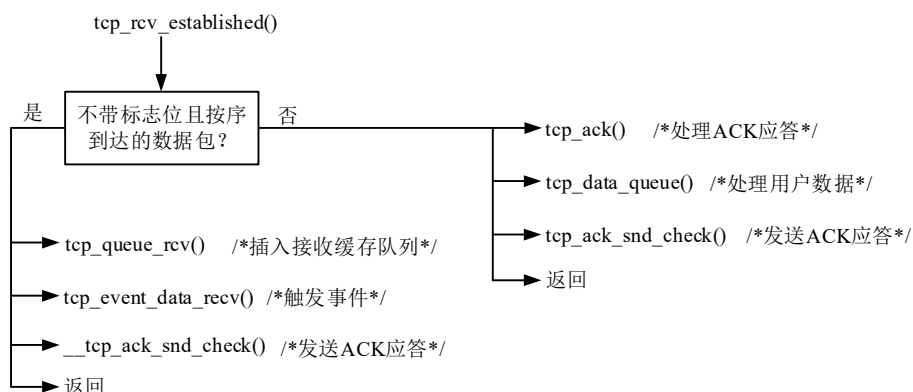 tcp_rcv_established()
是
不带标志位且按序
到达的数据包？
否
tcp_ack() /*处理ACK应答*/
tcp_data_queue() /*处理用户数据*/
tcp_ack_snd_check() /*发送ACK应答*/
返回
tcp_queue_rcv() /*插入接收缓存队列*/
tcp_event_data_recv() /*触发事件*/
__tcp_ack_snd_check() /*发送ACK应答*/
返回